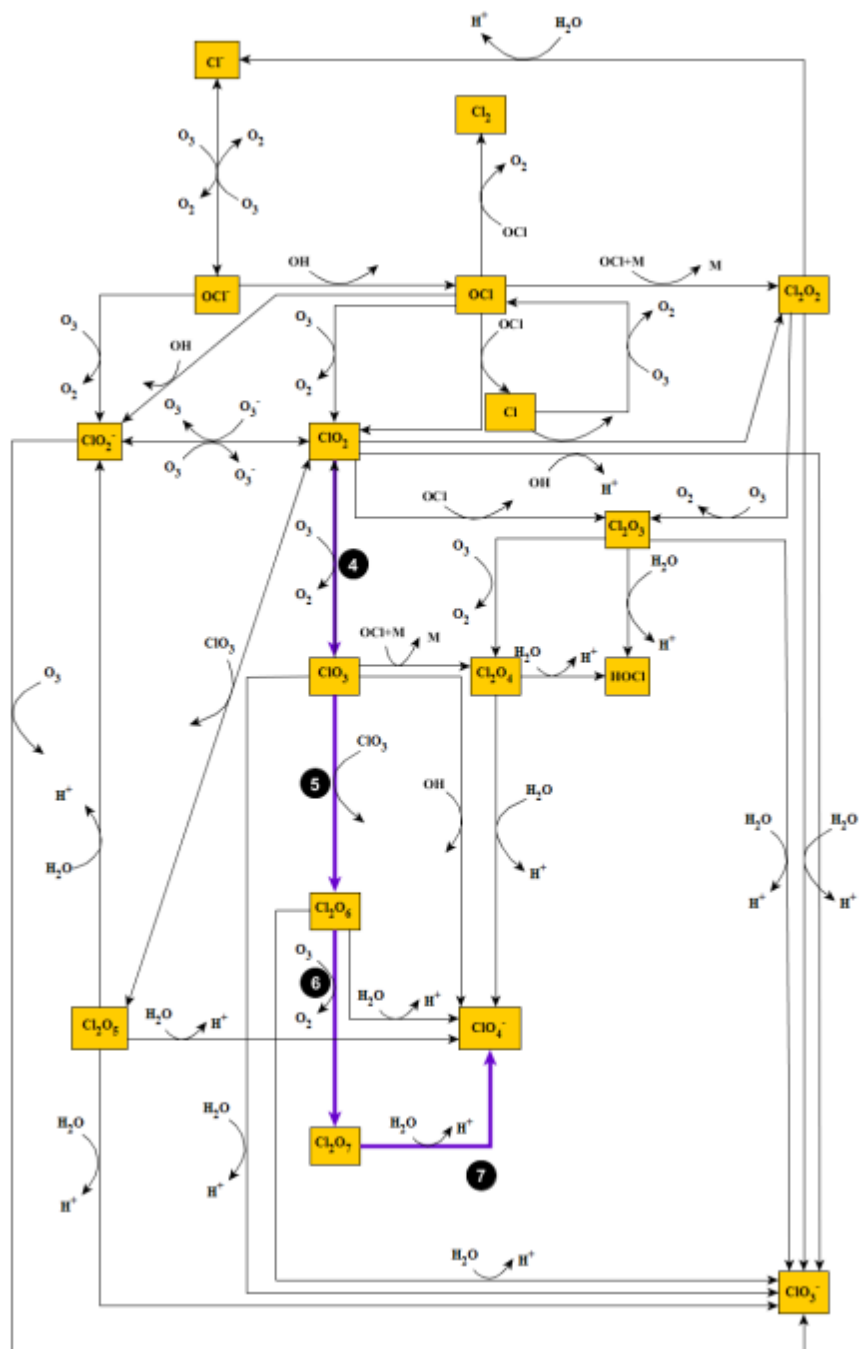 H⁺ H₂O
Cl⁻
Cl₂
O₃ O₂
O₂
O₂ O₃
OCl
OH OCl+M M
OCl⁻ OCl Cl₂O₂
O₃ O₃ OCl O₂
OH
O₂ O₂ O₃
O₃ O₃⁻ Cl
ClO₂⁻ ClO₂
O₃ O₃⁻
OH
OCl H⁺ O₂ O₃
O₃ Cl₂O₃
4 O₃ H₂O
O₂ O₂
ClO₃ OCl+M M H₂O H⁺ H⁺
O₃ ClO₃ Cl₂O₄ HOCl
ClO₃
5 OH H₂O
H⁺
H₂O H₂O H₂O
H⁺ H⁺ H⁺
Cl₂O₆
O₃
6 H₂O H⁺
O₂
H₂O H⁺
Cl₂O₅ ClO₄⁻
H₂O H₂O H₂O H⁺
Cl₂O₇
7
H⁺ H⁺
H₂O H⁺
ClO₃⁻